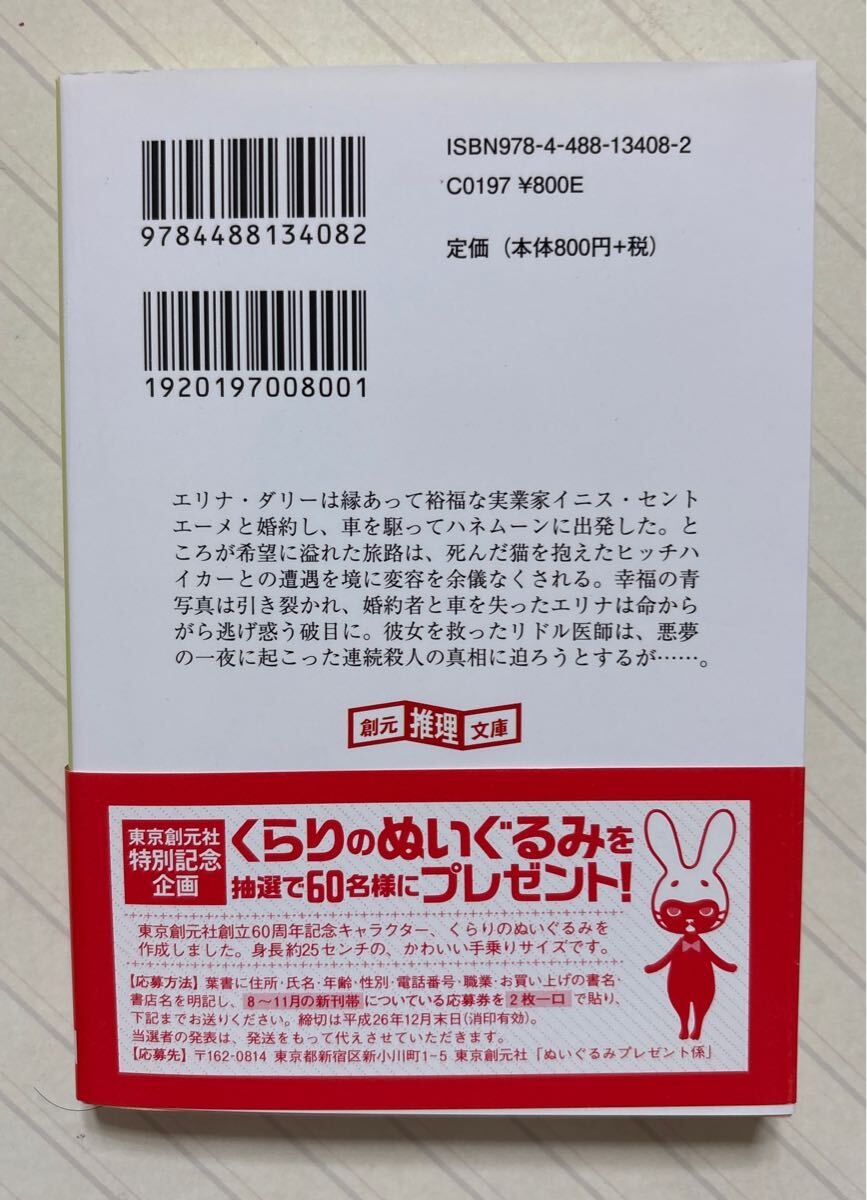 ISBN978-4-488-13408-2
C0197 ¥800E
定価(本体800円+税)
9784488134082
1920197008001
エリナ・ダリーは縁あって裕福な実業家イニス・セント
エーメと婚約し、車を駆ってハネムーンに出発した。と
ころが希望に溢れた旅路は、死んだ猫を抱えたヒッチハ
イカーとの遭遇を境に変容を余儀なくされる。幸福の青
写真は引き裂かれ、婚約者と車を失ったエリナは命から
がら逃げ惑う破目に。彼女を救ったリドル医師は、悪夢
の一夜に起こった連続殺人の真相に迫ろうとするが……。
創元推理文庫
東京創元社
特別記念
企画
くらりのぬいぐるみを
抽選で60名様にプレゼント!
東京創元社創立60周年記念キャラクター、くらりのぬいぐるみを
作成しました。身長約25センチの、かわいい手乗りサイズです。
【応募方法】葉書に住所・氏名・年齢・性別・電話番号・職業・お買い上げの書名・
書店名を明記し、8〜11月の新刊帯についている応募券を2枚一口で貼り、
下記までお送りください。締切は平成26年12月末日(消印有効)。
当選者の発表は、発送をもって代えさせていただきます。
【応募先】〒162-0814 東京都新宿区新小川町1-5 東京創元社「ぬいぐるみプレゼント係」